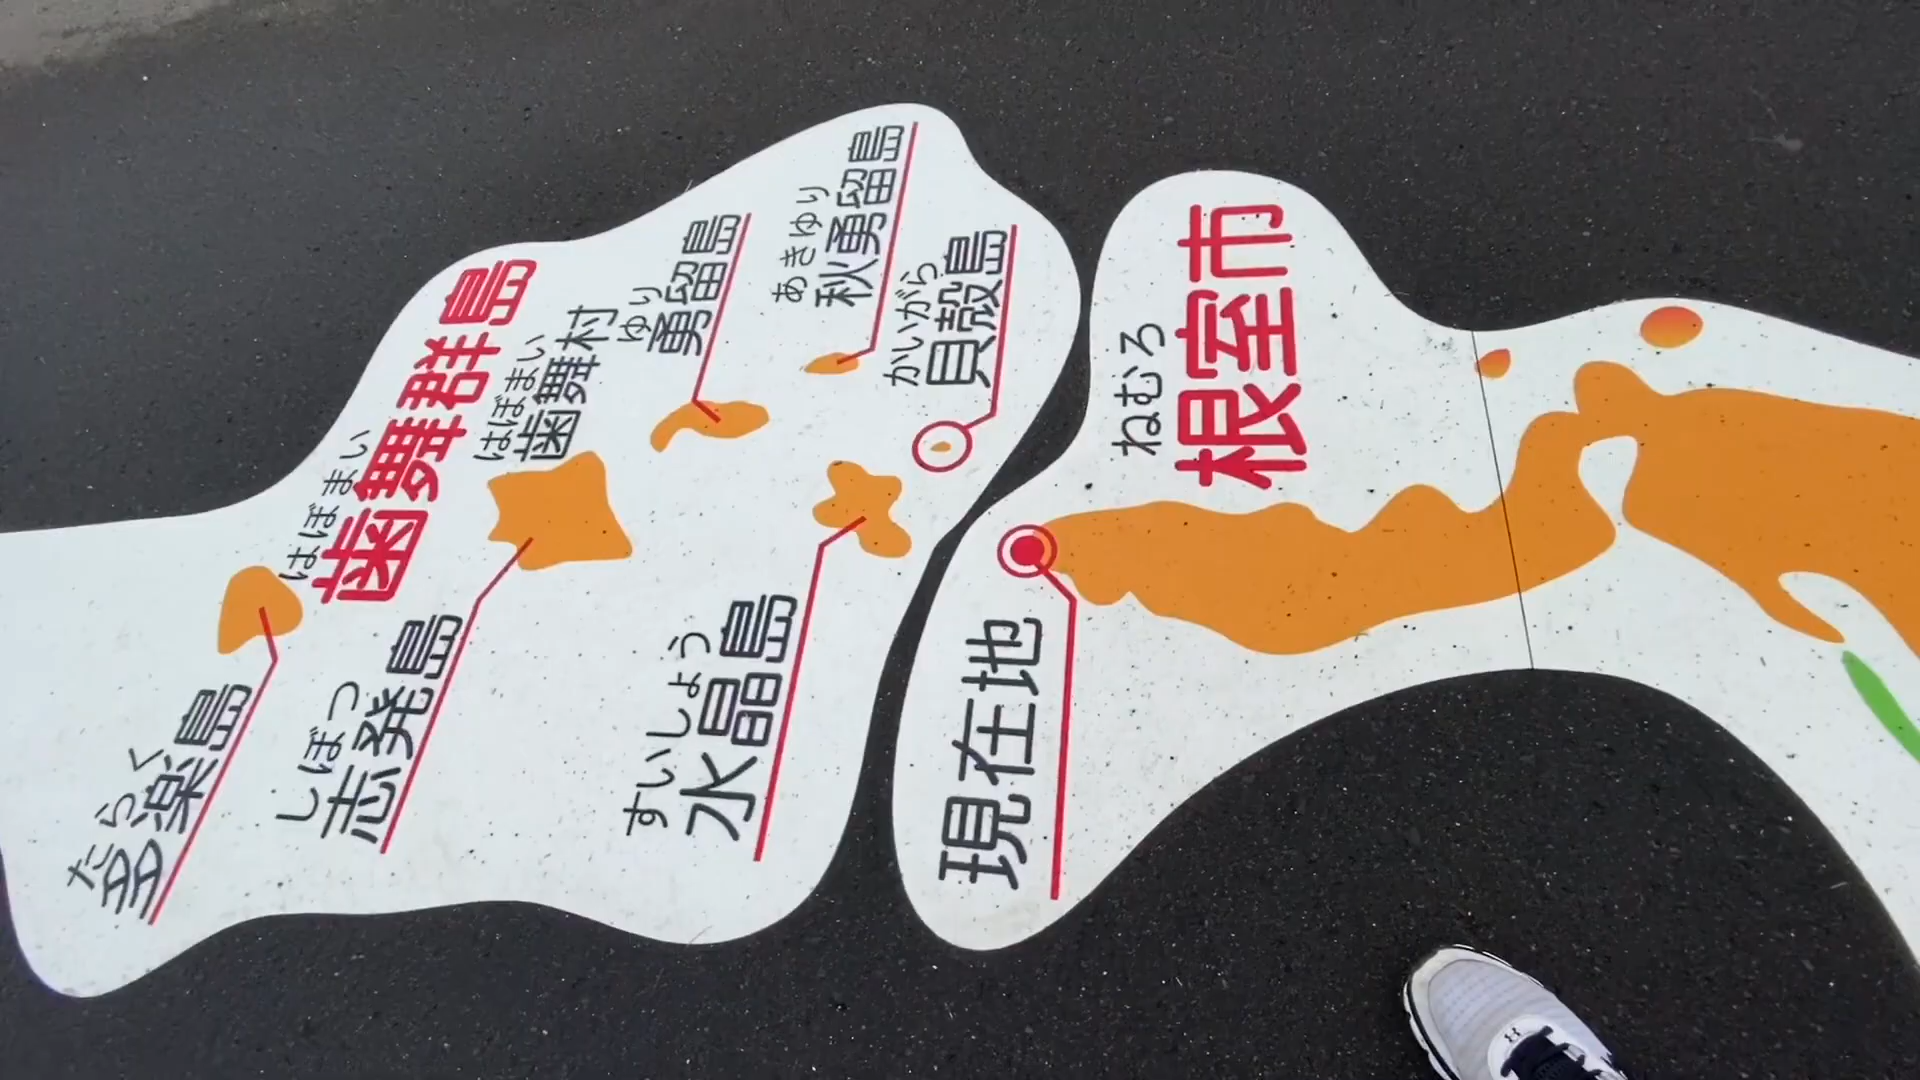 はぼまい
歯舞群島
はぼまい
歯舞村
ゆり
勇留島
あきゆり
秋勇留島
かいがら
貝殻島
たらく
多楽島
しぼつ
志発島
すいしょう
水晶島
ねむろ
根室市
現在地